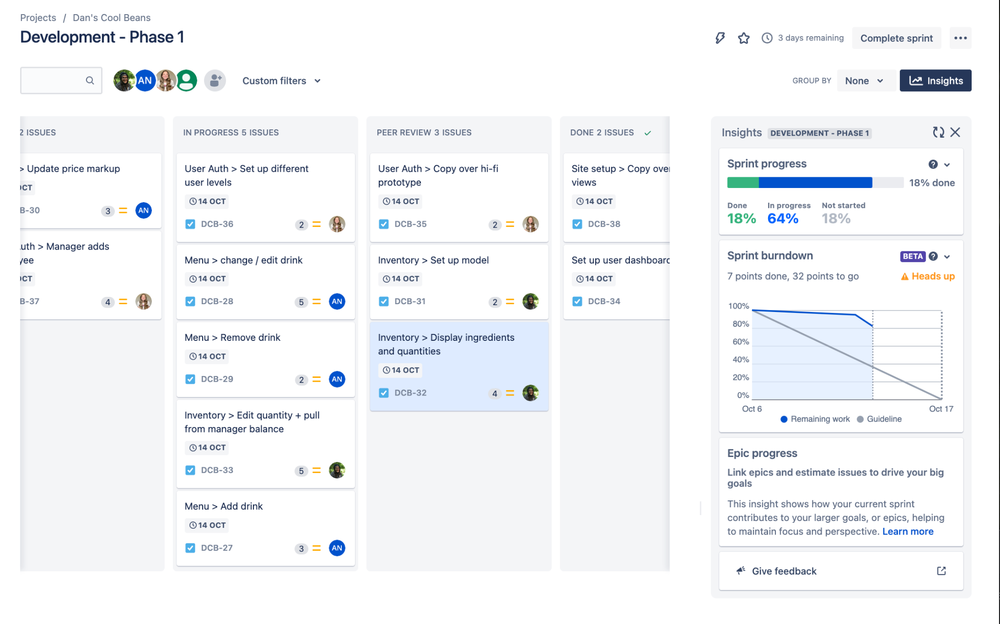 Projects / Dan's Cool Beans
Development - Phase 1
3 days remaining
Complete sprint
AN
Custom filters
GROUP BY
None
Insights
2 ISSUES
> Update price markup
OCT
B-30
3
AN
Auth > Manager adds
yee
OCT
B-37
4
IN PROGRESS 5 ISSUES
User Auth > Set up different
user levels
14 OCT
DCB-36
2
Menu > change / edit drink
14 OCT
DCB-28
5
AN
Menu > Remove drink
14 OCT
DCB-29
2
AN
Inventory > Edit quantity + pull
from manager balance
14 OCT
DCB-33
5
Menu > Add drink
14 OCT
DCB-27
3
AN
PEER REVIEW 3 ISSUES
User Auth > Copy over hi-fi
prototype
14 OCT
DCB-35
2
Inventory > Set up model
14 OCT
DCB-31
2
Inventory > Display ingredients
and quantities
14 OCT
DCB-32
4
DONE 2 ISSUES
Site setup > Copy over
views
14 OCT
DCB-38
Set up user dashboard
14 OCT
DCB-34
Insights DEVELOPMENT - PHASE 1
Sprint progress
18% done
Done
18%
In progress
64%
Not started
18%
Sprint burndown
BETA
7 points done, 32 points to go
Heads up
100%
80%
60%
40%
20%
0%
Oct 6
Oct 17
Remaining work
Guideline
Epic progress
Link epics and estimate issues to drive your big
goals
This insight shows how your current sprint
contributes to your larger goals, or epics, helping
to maintain focus and perspective. Learn more
Give feedback